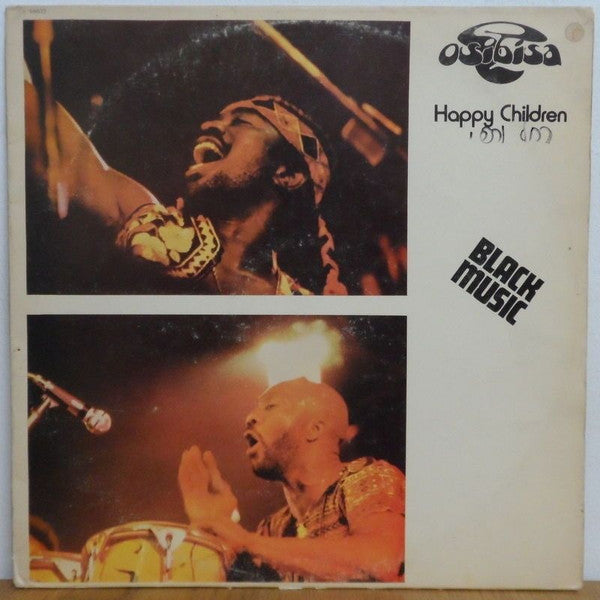 osibisa
Happy Children
BLACK
MUSIC